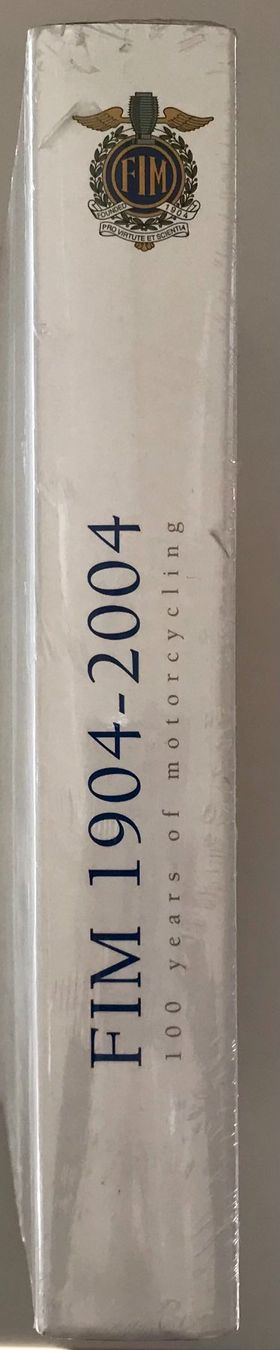 FIM
FOUNDED 1904
PRO VIRTUTE ET SCIENTIA
FIM 1904-2004
100 years of motorcycling